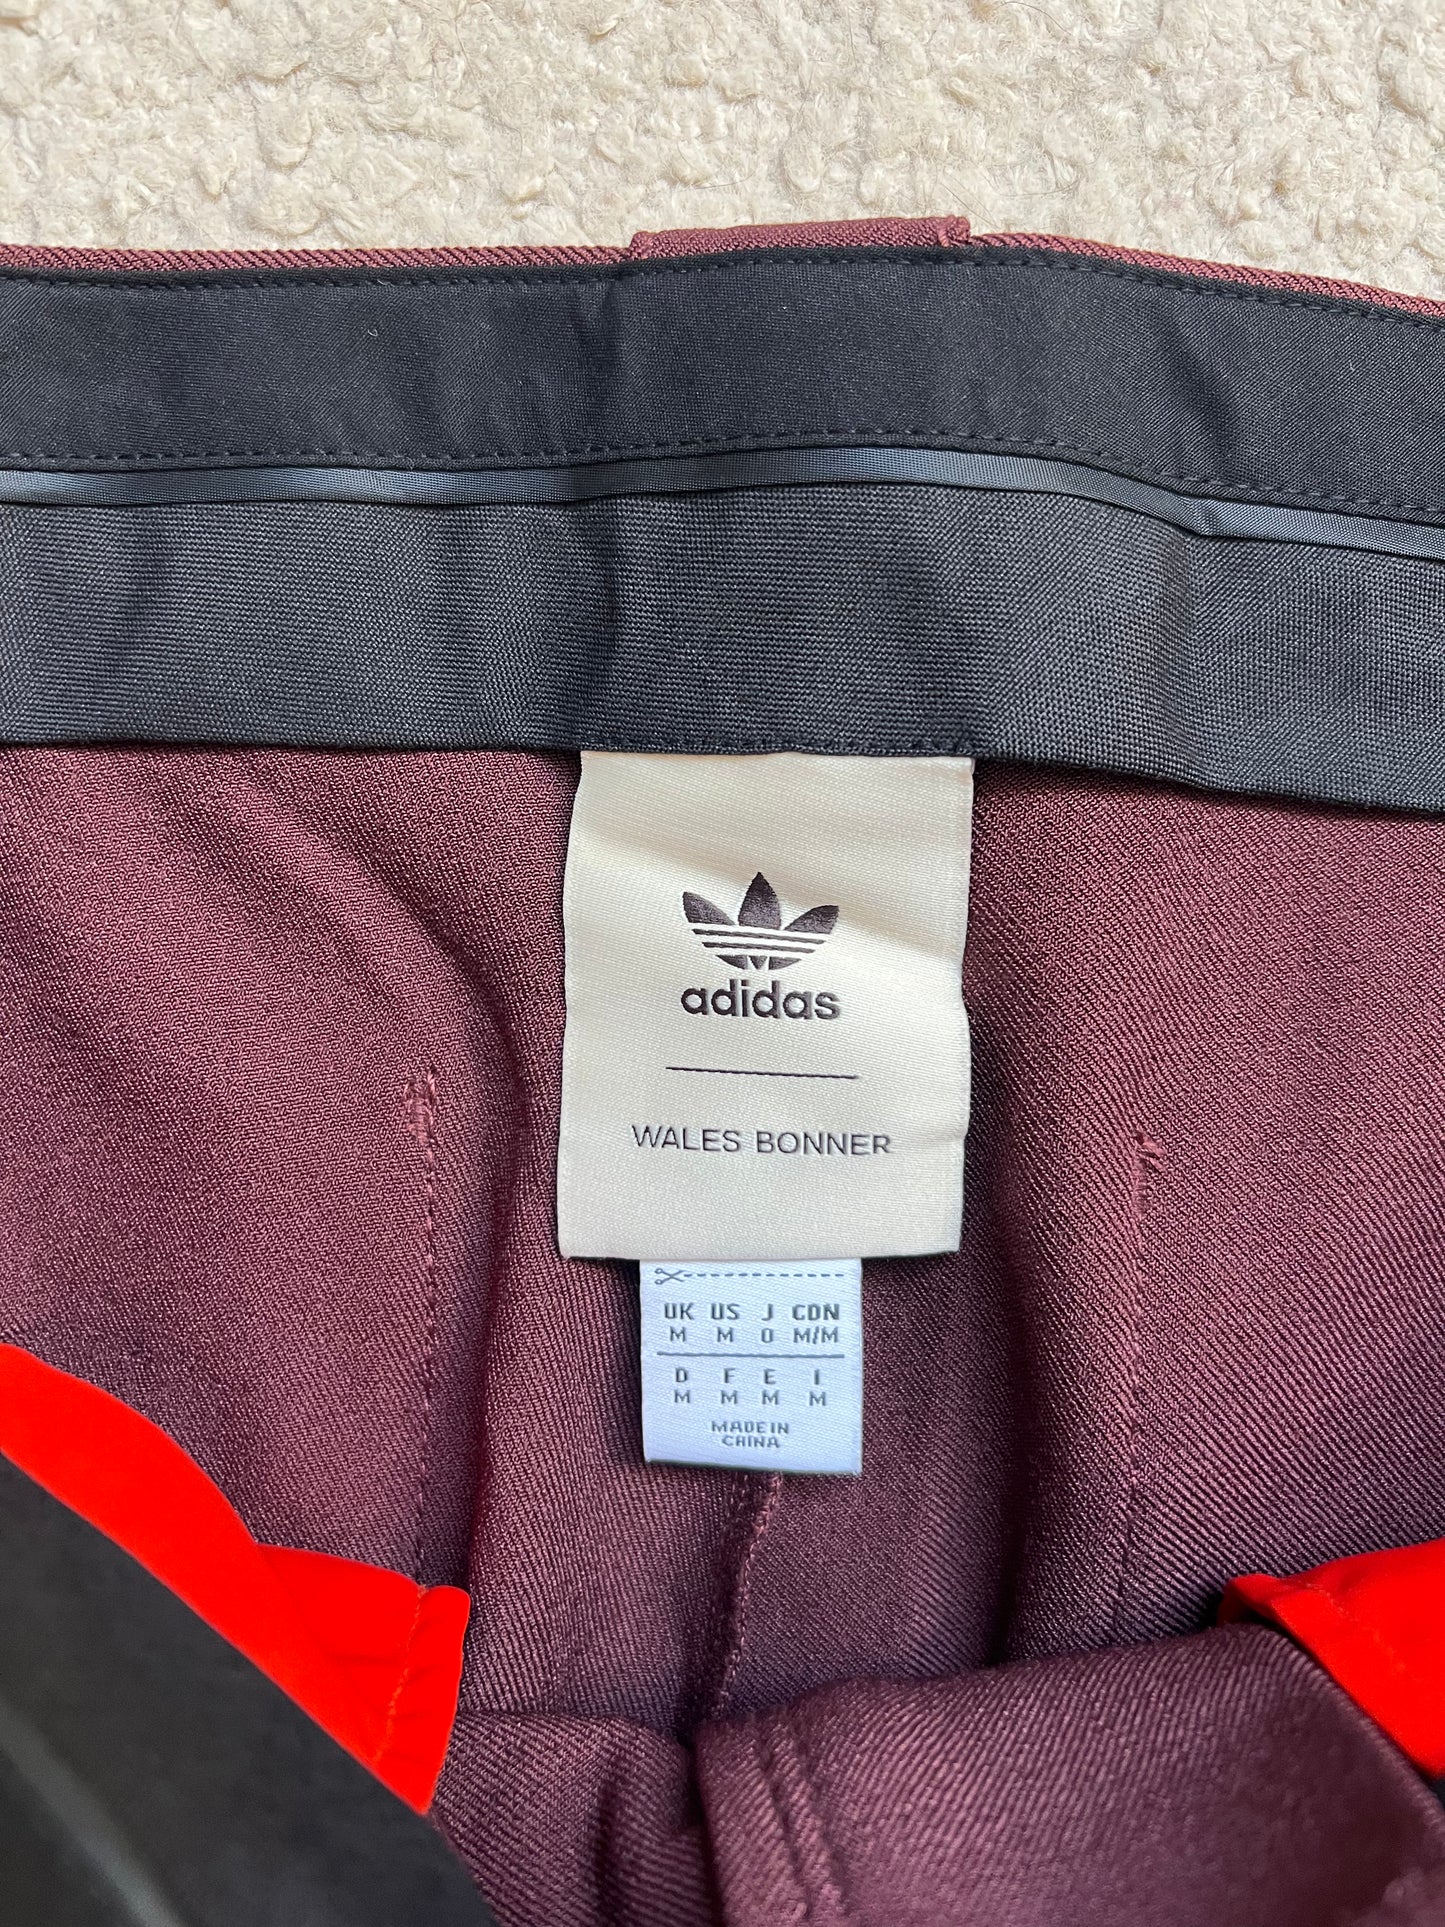 adidas
WALES BONNER
UK US J CDN
M M O M/M
D F E I
M M M M
MADE IN
CHINA